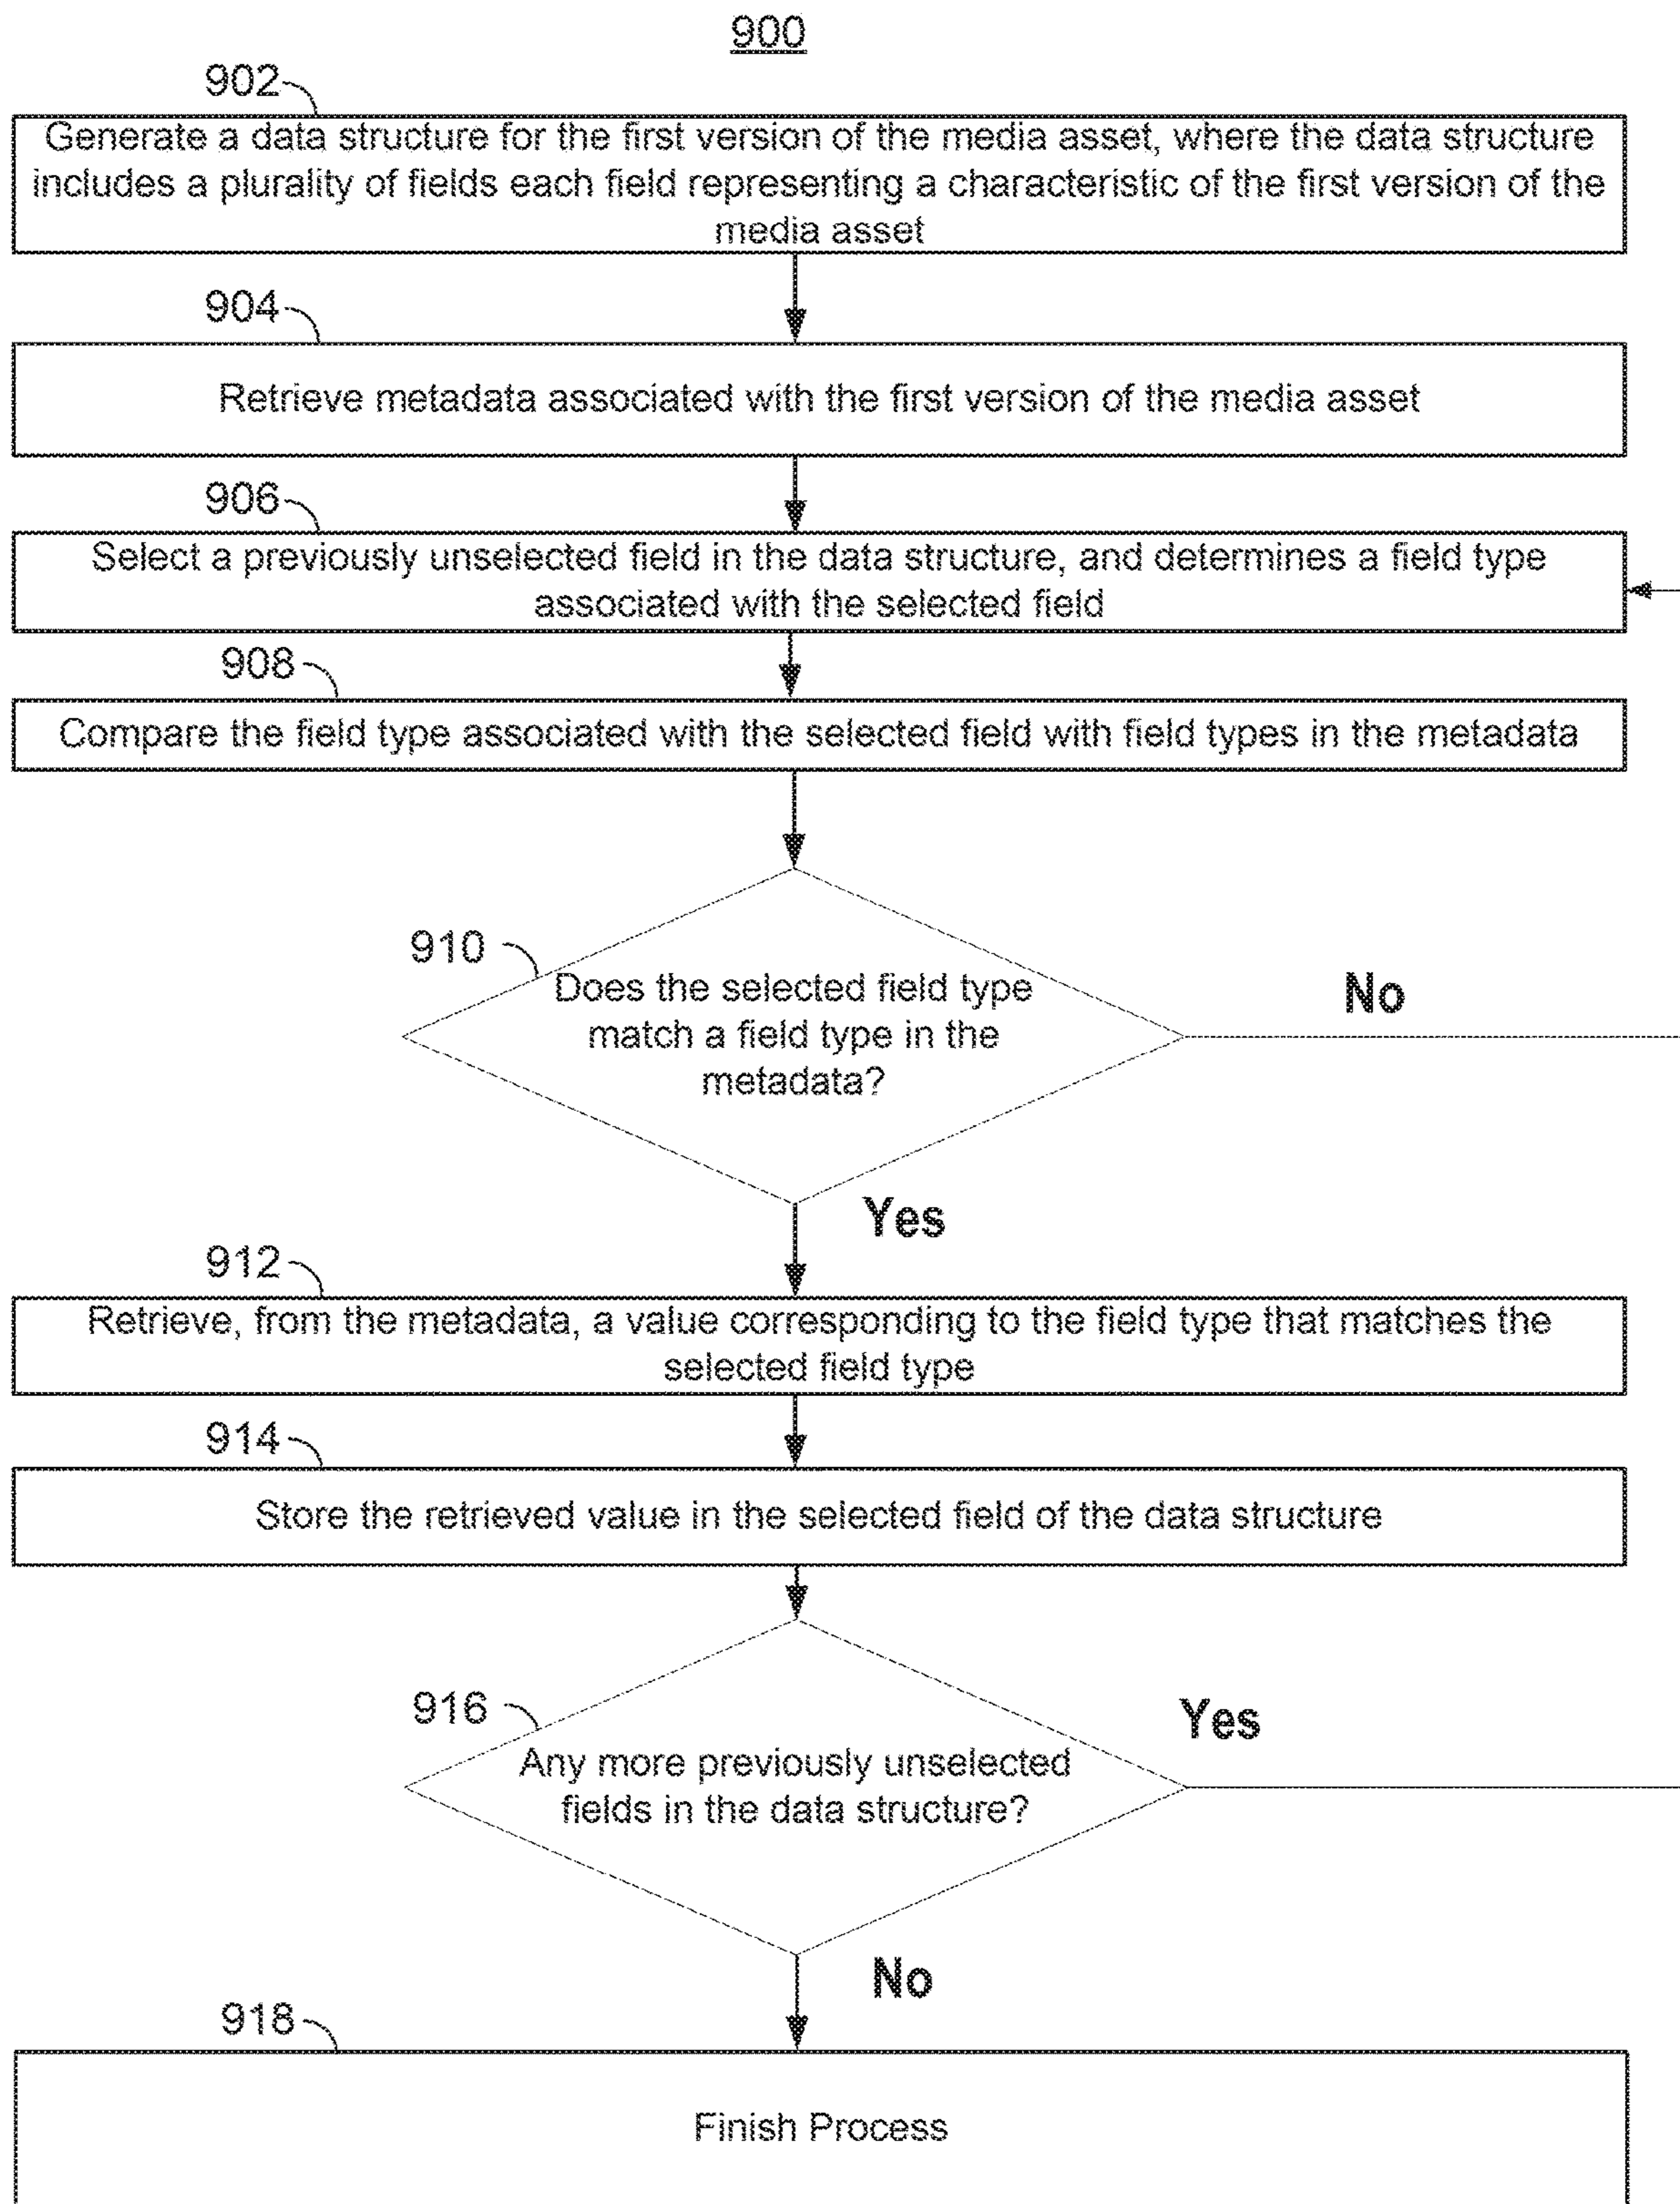 900
902
Generate a data structure for the first version of the media asset, where the data structure
includes a plurality of fields each field representing a characteristic of the first version of the
media asset
904
Retrieve metadata associated with the first version of the media asset
906
Select a previously unselected field in the data structure, and determines a field type
associated with the selected field
908
Compare the field type associated with the selected field with field types in the metadata
910
Does the selected field type
match a field type in the
metadata?
No
Yes
912
Retrieve, from the metadata, a value corresponding to the field type that matches the
selected field type
914
Store the retrieved value in the selected field of the data structure
916
Any more previously unselected
fields in the data structure?
Yes
No
918
Finish Process